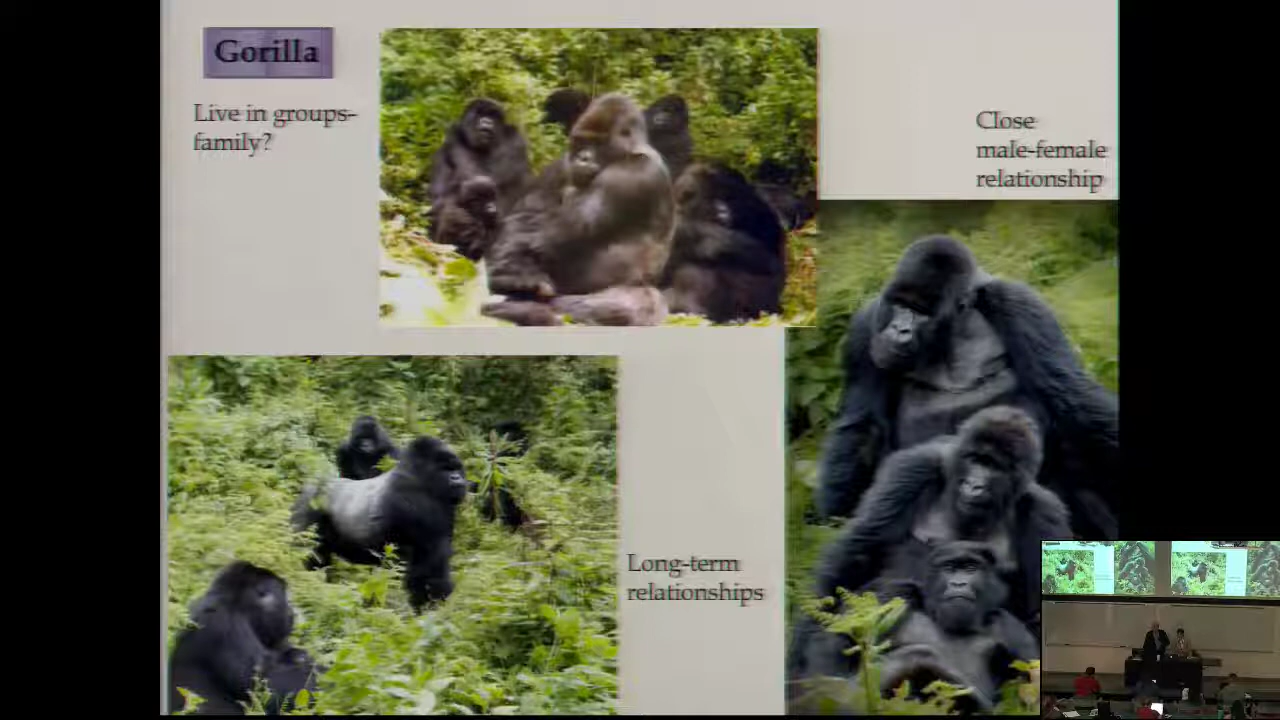 Gorilla
Live in groups-
family?
Close
male-female
relationship
Long-term
relationships